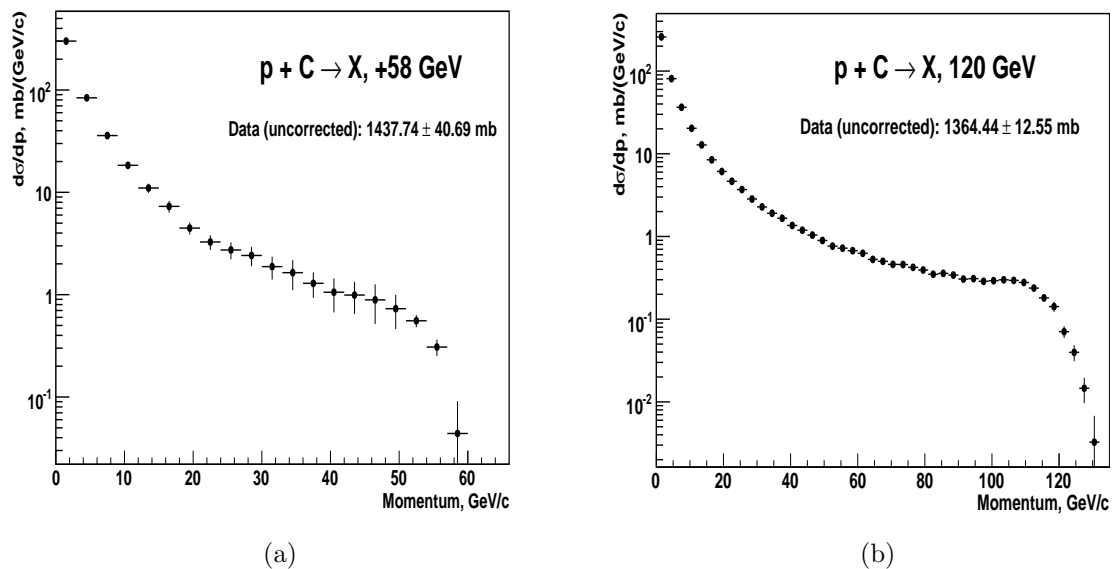 p + C → X, +58 GeV
Data (uncorrected): 1437.74 ± 40.69 mb
dσ/dp, mb/(GeV/c)
10²
10
1
10⁻¹
0 10 20 30 40 50 60
Momentum, GeV/c
(a)
p + C → X, 120 GeV
Data (uncorrected): 1364.44 ± 12.55 mb
dσ/dp, mb/(GeV/c)
10²
10
1
10⁻¹
10⁻²
0 20 40 60 80 100 120
Momentum, GeV/c
(b)